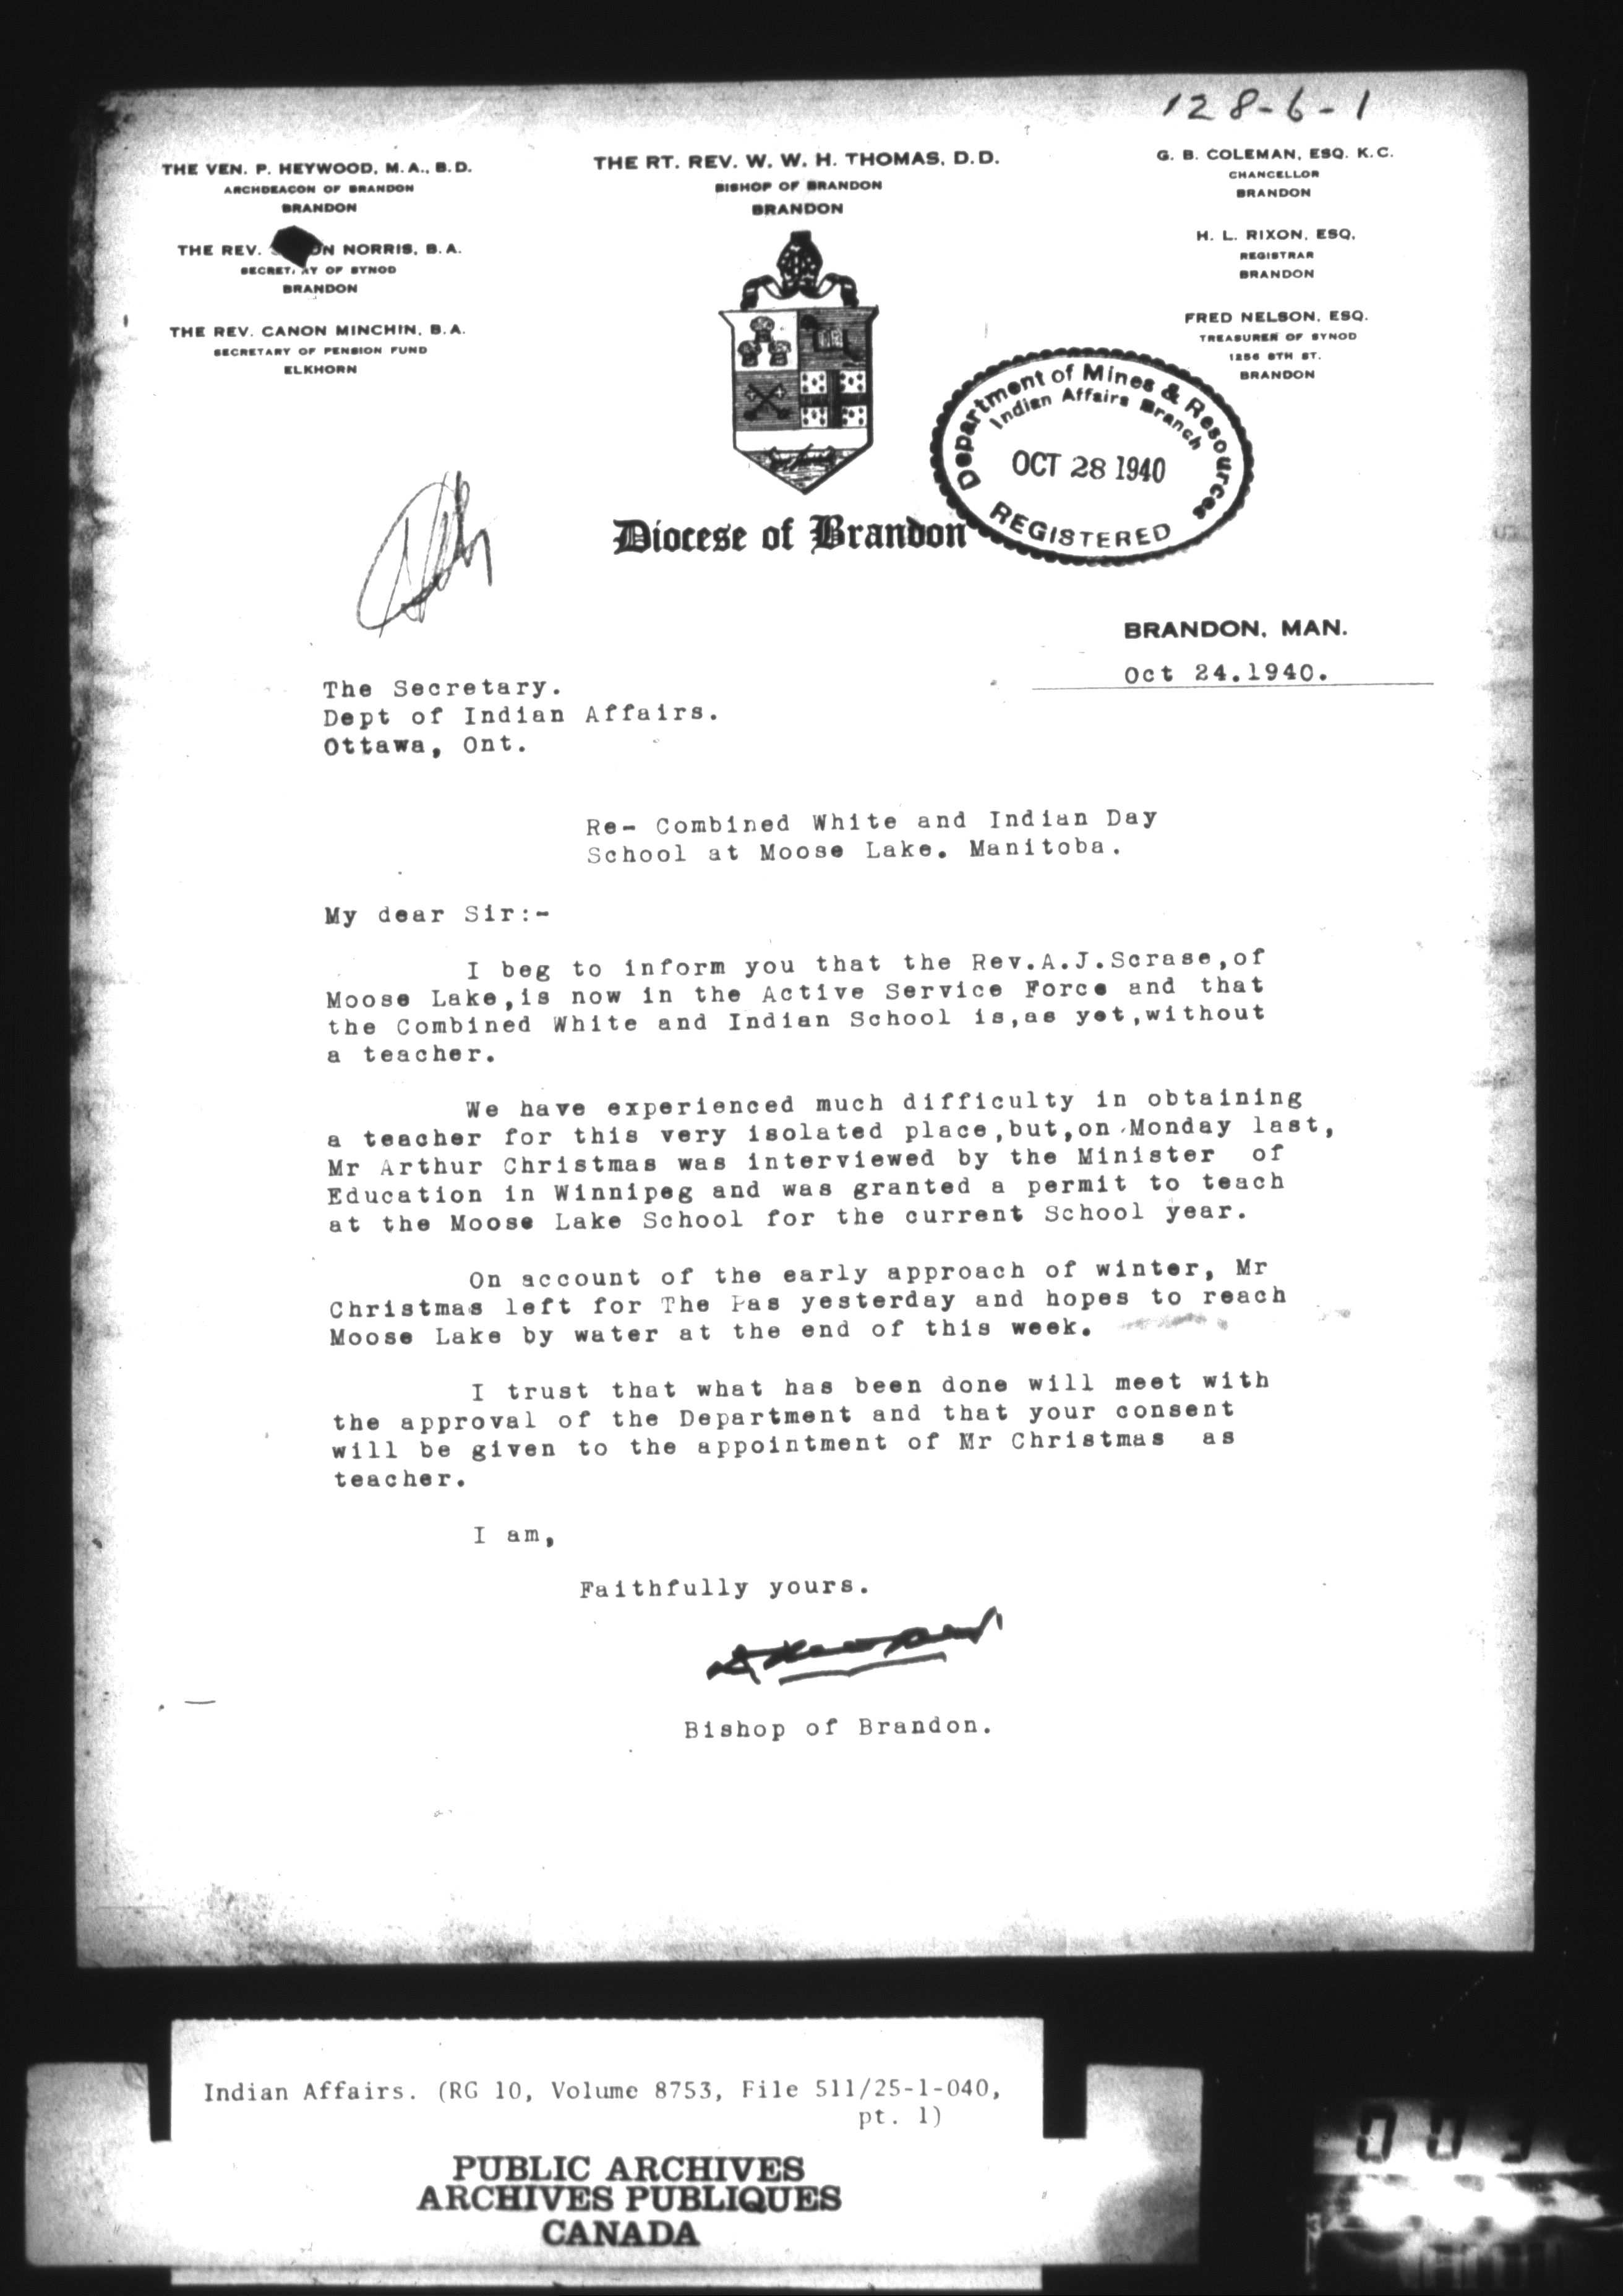 128-6-1
THE VEN. P. HEYWOOD, M.A., B.D.
ARCHDEACON OF BRANDON
BRANDON
THE REV. NORRIS, B.A.
SECRETARY OF SYNOD
BRANDON
THE REV. CANON MINCHIN, B.A.
SECRETARY OF PENSION FUND
ELKHORN
THE RT. REV. W. W. H. THOMAS, D.D.
BISHOP OF BRANDON
BRANDON
G. B. COLEMAN, ESQ. K.C.
CHANCELLOR
BRANDON
H. L. RIXON, ESQ.
REGISTRAR
BRANDON
FRED NELSON, ESQ.
TREASURER OF SYNOD
1256 8TH ST.
BRANDON
Department of Mines & Resources
Indian Affairs Branch
OCT 28 1940
REGISTERED
Diocese of Brandon
BRANDON, MAN.
Oct 24.1940.
The Secretary.
Dept of Indian Affairs.
Ottawa, Ont.
Re- Combined White and Indian Day
School at Moose Lake. Manitoba.
My dear Sir:-
I beg to inform you that the Rev.A.J.Scrase,of
Moose Lake,is now in the Active Service Force and that
the Combined White and Indian School is,as yet,without
a teacher.
We have experienced much difficulty in obtaining
a teacher for this very isolated place,but,on Monday last,
Mr Arthur Christmas was interviewed by the Minister of
Education in Winnipeg and was granted a permit to teach
at the Moose Lake School for the current School year.
On account of the early approach of winter, Mr
Christmas left for The Pas yesterday and hopes to reach
Moose Lake by water at the end of this week.
I trust that what has been done will meet with
the approval of the Department and that your consent
will be given to the appointment of Mr Christmas as
teacher.
I am,
Faithfully yours.
Bishop of Brandon.
Indian Affairs. (RG 10, Volume 8753, File 511/25-1-040,
pt. 1)
PUBLIC ARCHIVES
ARCHIVES PUBLIQUES
CANADA